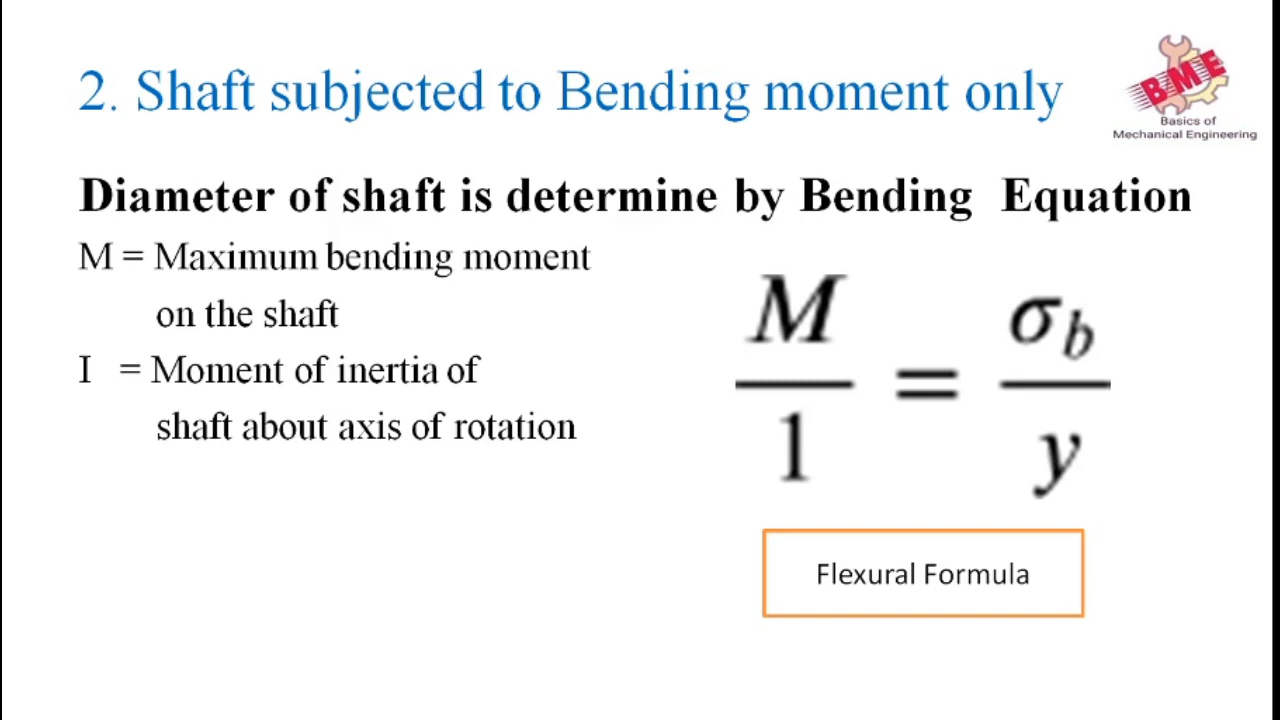 2. Shaft subjected to Bending moment only
BME
Basics of
Mechanical Engineering
Diameter of shaft is determine by Bending Equation
M = Maximum bending moment
on the shaft
I = Moment of inertia of
shaft about axis of rotation
M/1 = σb/y
Flexural Formula